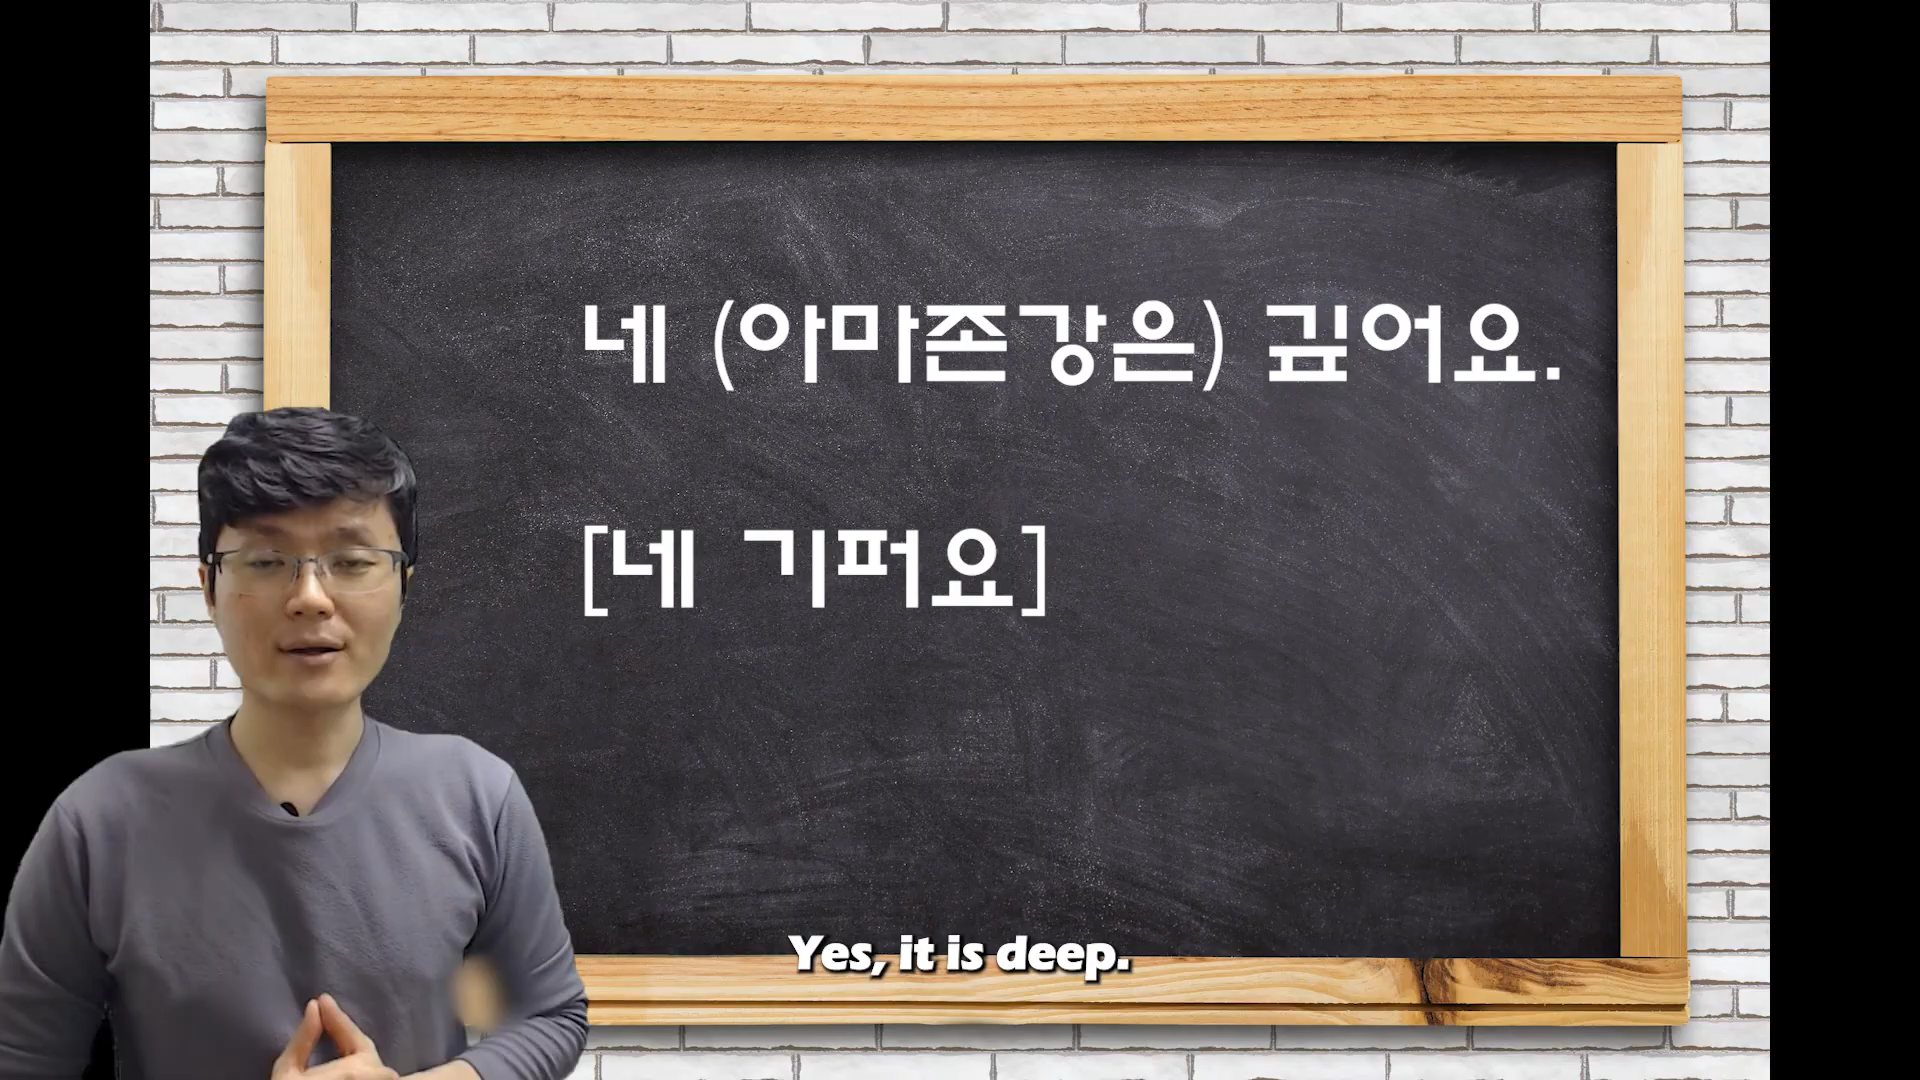 네 (아마존강은) 깊어요.
[네 기퍼요]
Yes, it is deep.